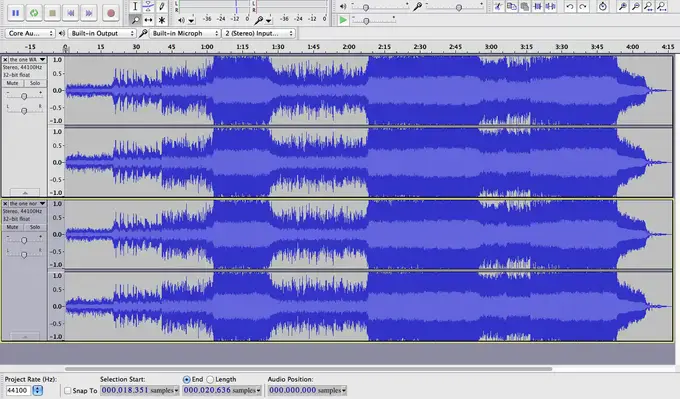 L
R
-36 -24 -12 0
-36 -24 -12 0
Core Au...
Built-in Output
Built-in Microph
2 (Stereo) Input...
-15 0 15 30 45 1:00 1:15 1:30 1:45 2:00 2:15 2:30 2:45 3:00 3:15 3:30 3:45 4:00 4:15
x the one WA
Stereo, 44100Hz
32-bit float
Mute Solo
- +
L R
1.0
0.5
0.0
-0.5
-1.0
1.0
0.5
0.0
-0.5
-1.0
x the one nor
Stereo, 44100Hz
32-bit float
Mute Solo
- +
L R
1.0
0.5
0.0
-0.5
-1.0
1.0
0.5
0.0
-0.5
-1.0
Project Rate (Hz):
44100
Snap To
Selection Start:
000,018,351 samples
End Length
000,020,636 samples
Audio Position:
000,000,000 samples